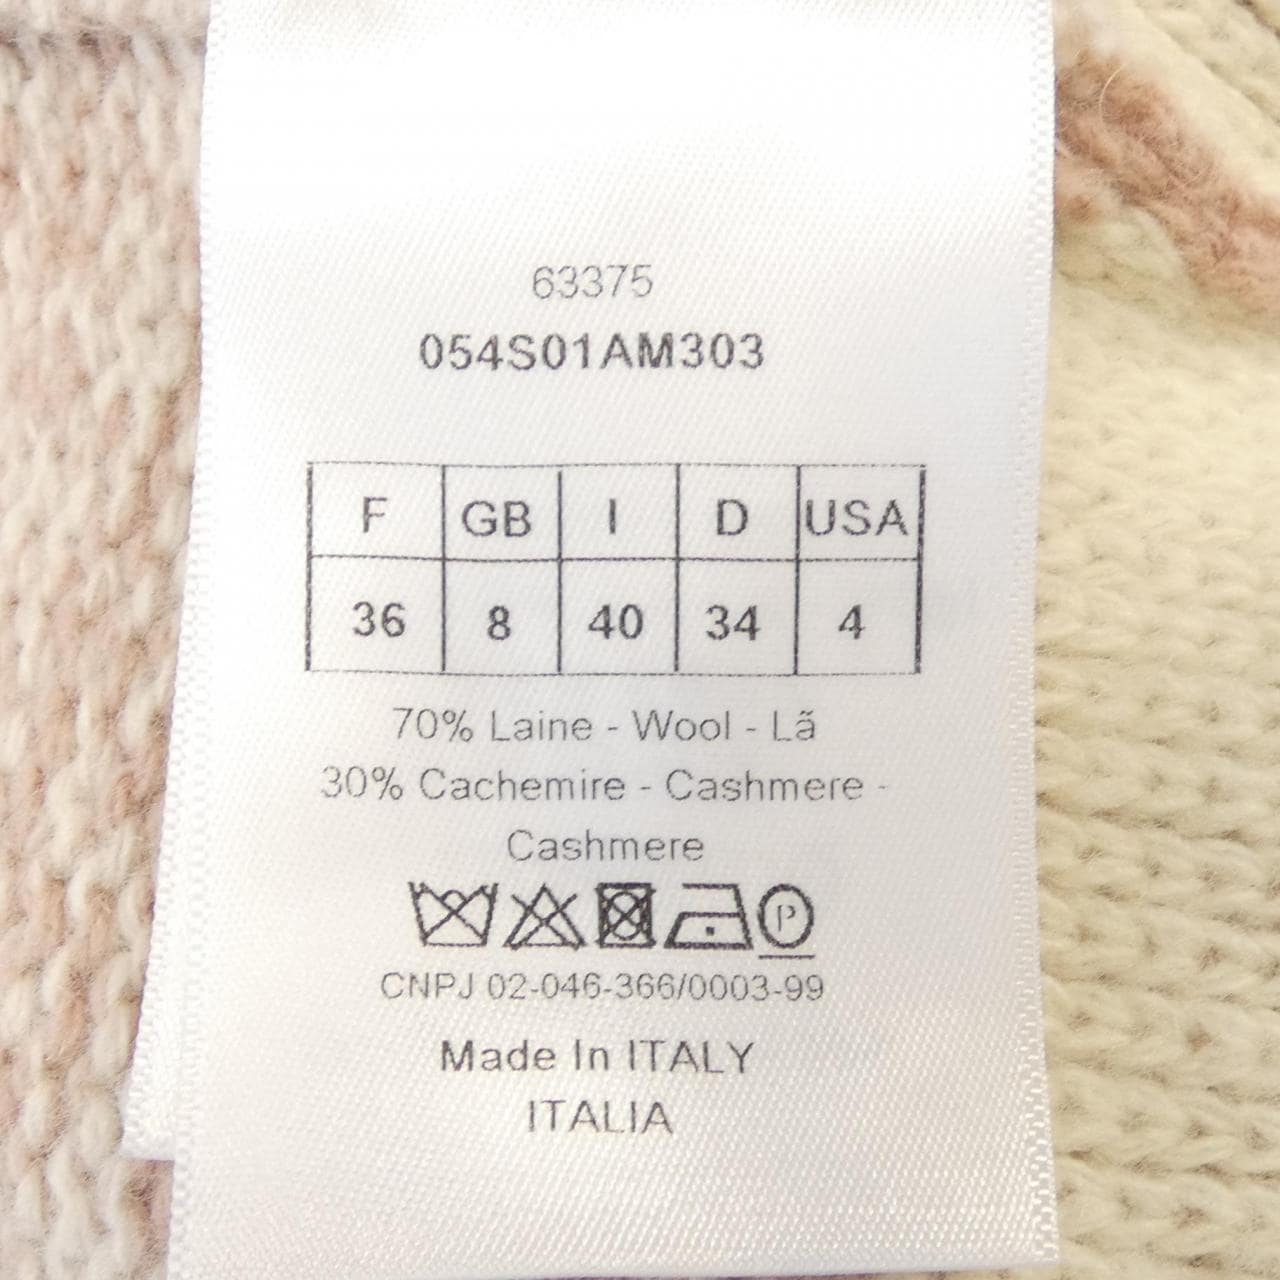 63375
054S01AM303
F GB I D USA
36 8 40 34 4
70% Laine - Wool - Lã
30% Cachemire - Cashmere -
Cashmere
P
CNPJ 02-046-366/0003-99
Made In ITALY
ITALIA